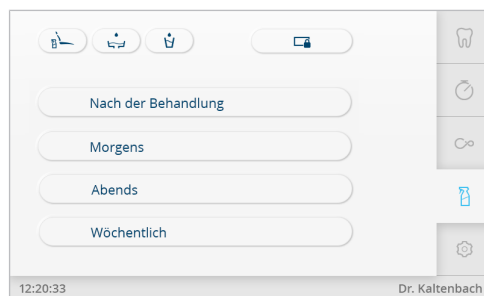 Nach der Behandlung
Morgens
Abends
Wöchentlich
12:20:33 Dr. Kaltenbach